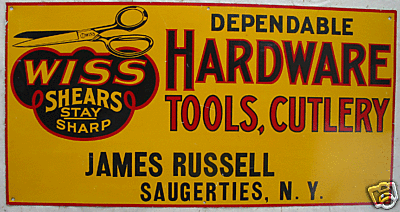 WISS
SHEARS
STAY
SHARP
DEPENDABLE
HARDWARE
TOOLS, CUTLERY
JAMES RUSSELL
SAUGERTIES, N. Y.